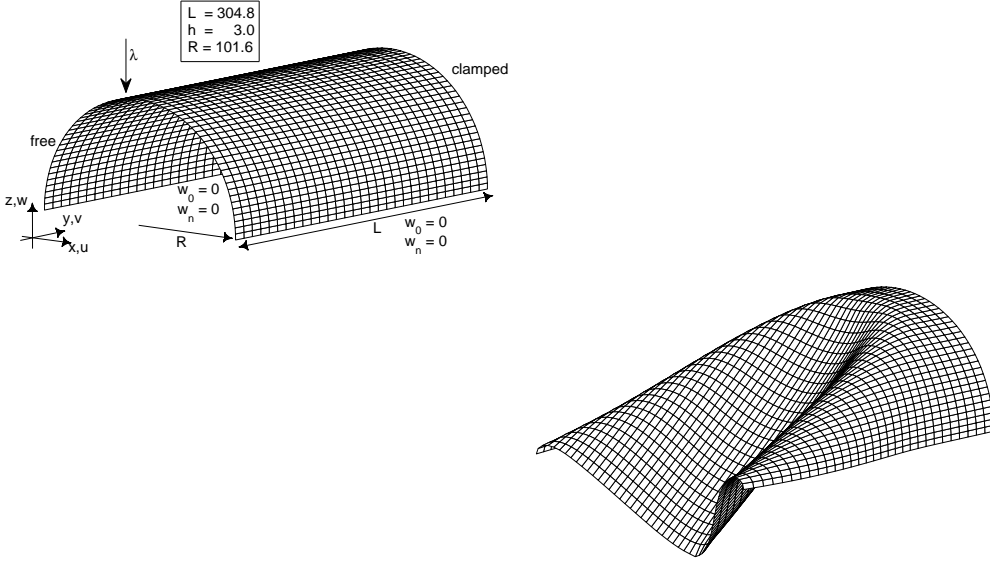 L = 304.8
h = 3.0
R = 101.6
λ
clamped
free
w0 = 0
wn = 0
z,w
y,v
x,u
R
L
w0 = 0
wn = 0